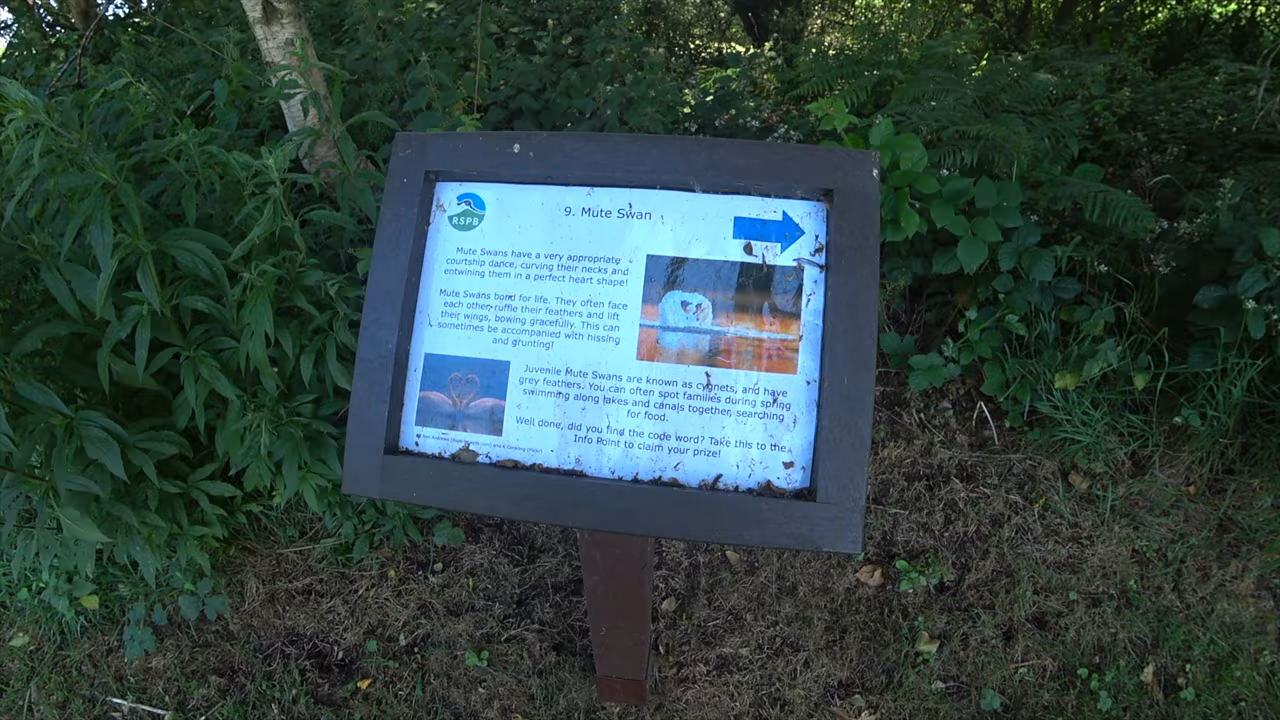 RSPB
9. Mute Swan
Mute Swans have a very appropriate
courtship dance, curving their necks and
entwining them in a perfect heart shape!
Mute Swans bond for life. They often face
each other, ruffle their feathers and lift
their wings, bowing gracefully. This can
sometimes be accompanied with hissing
and grunting!
Juvenile Mute Swans are known as cygnets, and have
grey feathers. You can often spot families during spring
swimming along lakes and canals together, searching
for food.
Well done, did you find the code word? Take this to the
Info Point to claim your prize!